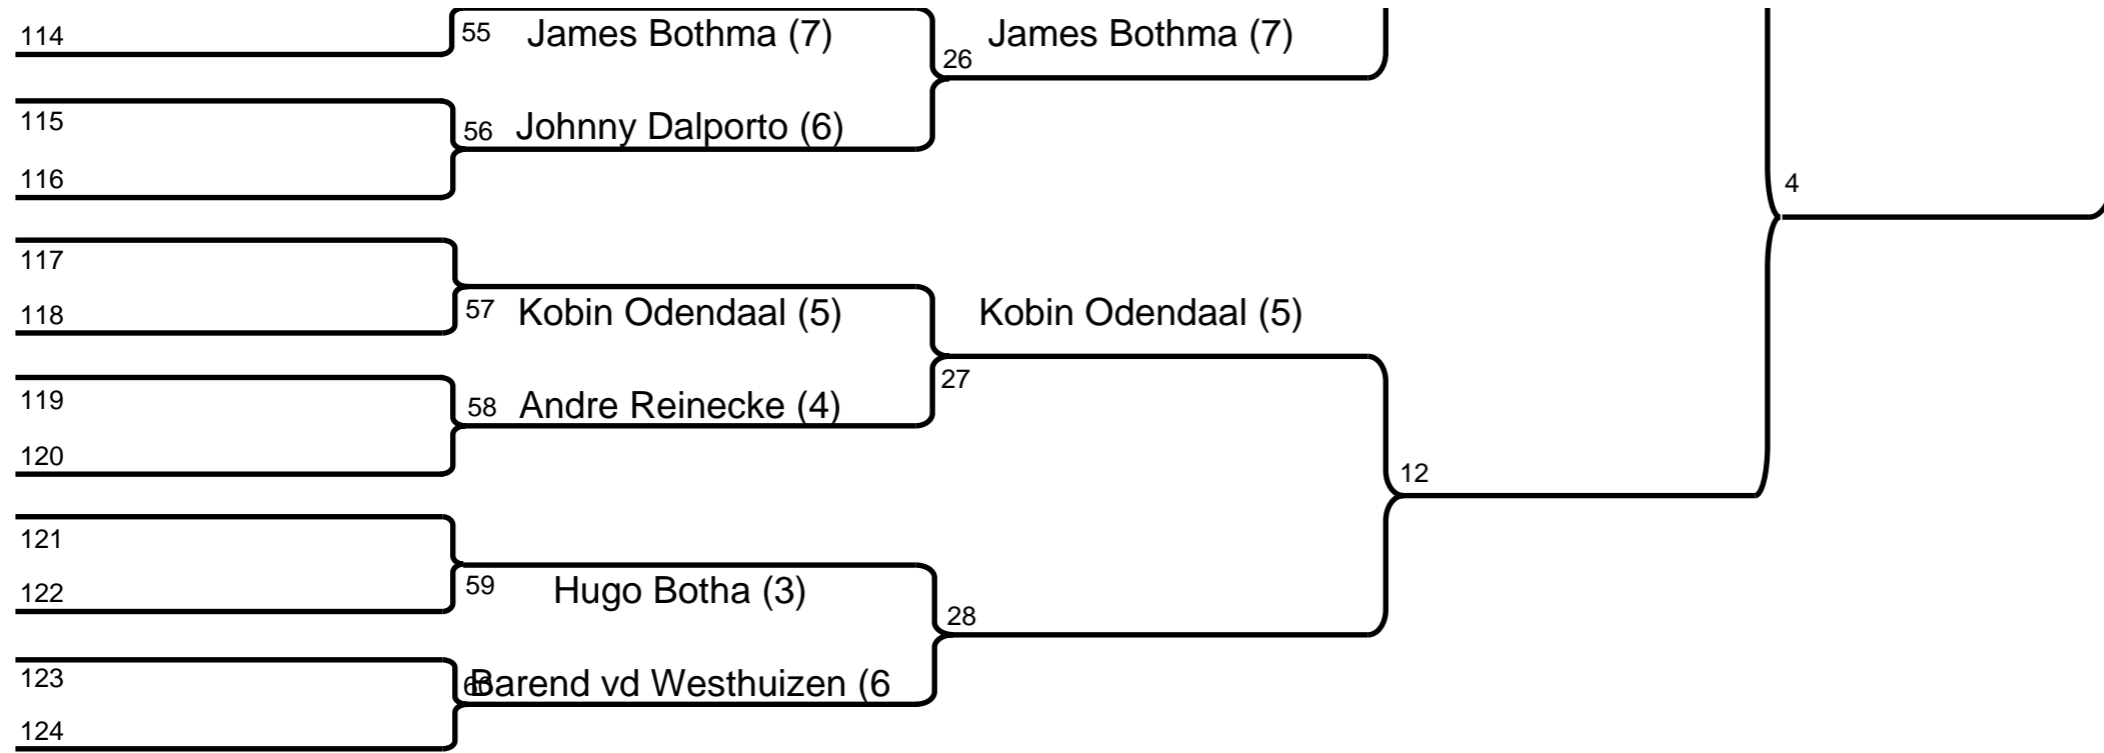 114
55 James Bothma (7)
James Bothma (7)
26
115
56 Johnny Dalporto (6)
116
4
117
57 Kobin Odendaal (5)
Kobin Odendaal (5)
118
27
119
58 Andre Reinecke (4)
120
12
121
59 Hugo Botha (3)
122
28
123
Barend vd Westhuizen (6
124